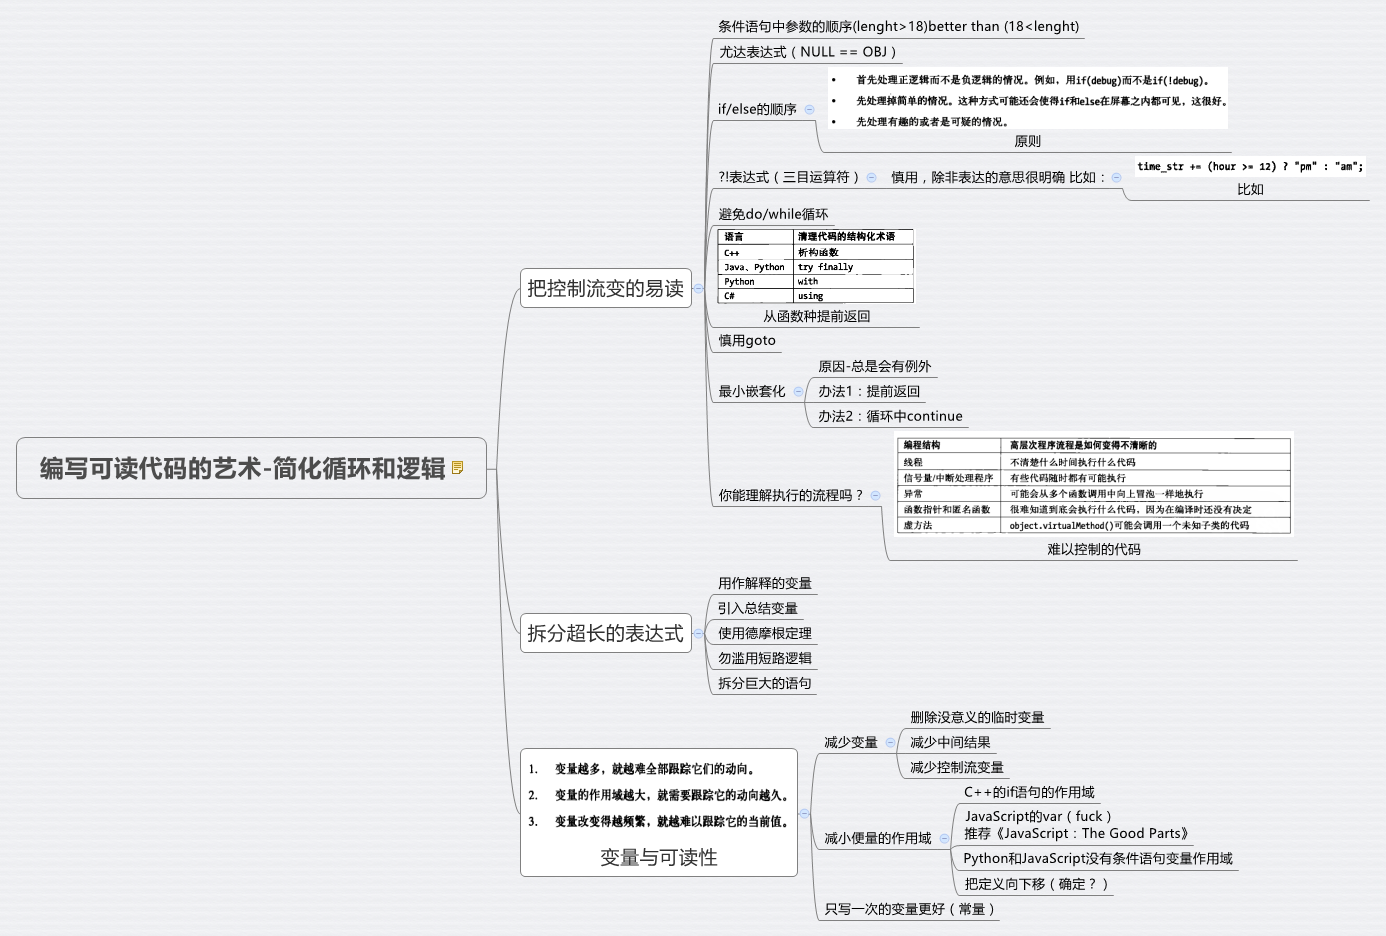 编写可读代码的艺术-简化循环和逻辑
把控制流变的易读
条件语句中参数的顺序(lenght>18)better than (18<lenght)
尤达表达式（NULL == OBJ）
if/else的顺序
• 首先处理正逻辑而不是负逻辑的情况。例如，用if(debug)而不是if(!debug)。
• 先处理掉简单的情况。这种方式可能还会使得if和else在屏幕之内都可见，这很好。
• 先处理有趣的或者是可疑的情况。
原则
?!表达式（三目运算符）
慎用，除非表达的意思很明确 比如：
time_str += (hour >= 12) ? "pm" : "am";
比如
避免do/while循环
语言 清理代码的结构化术语
C++ 析构函数
Java、Python try finally
Python with
C# using
从函数种提前返回
慎用goto
最小嵌套化
原因-总是会有例外
办法1：提前返回
办法2：循环中continue
你能理解执行的流程吗？
编程结构 高层次程序流程是如何变得不清晰的
线程 不清楚什么时间执行什么代码
信号量/中断处理程序 有些代码随时都有可能执行
异常 可能会从多个函数调用中向上冒泡一样地执行
函数指针和匿名函数 很难知道到底会执行什么代码，因为在编译时还没有决定
虚方法 object.virtualMethod()可能会调用一个未知子类的代码
难以控制的代码
拆分超长的表达式
用作解释的变量
引入总结变量
使用德摩根定理
勿滥用短路逻辑
拆分巨大的语句
1. 变量越多，就越难全部跟踪它们的动向。
2. 变量的作用域越大，就需要跟踪它的动向越久。
3. 变量改变得越频繁，就越难以跟踪它的当前值。
变量与可读性
减少变量
删除没意义的临时变量
减少中间结果
减少控制流变量
减小便量的作用域
C++的if语句的作用域
JavaScript的var（fuck）
推荐《JavaScript：The Good Parts》
Python和JavaScript没有条件语句变量作用域
把定义向下移（确定？）
只写一次的变量更好（常量）